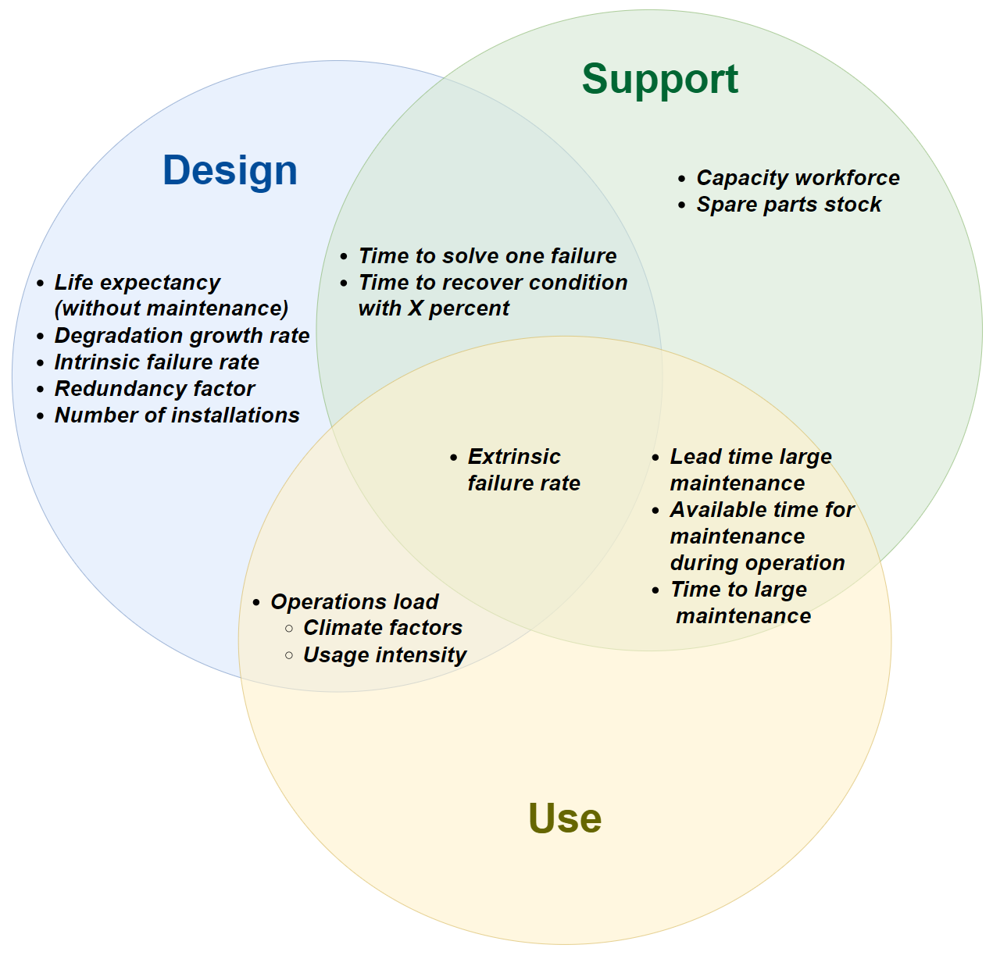 Support
Design
• Capacity workforce
• Spare parts stock
• Time to solve one failure
• Time to recover condition
with X percent
• Life expectancy
(without maintenance)
• Degradation growth rate
• Intrinsic failure rate
• Redundancy factor
• Number of installations
• Extrinsic
failure rate
• Lead time large
maintenance
• Available time for
maintenance
during operation
• Time to large
maintenance
• Operations load
○ Climate factors
○ Usage intensity
Use